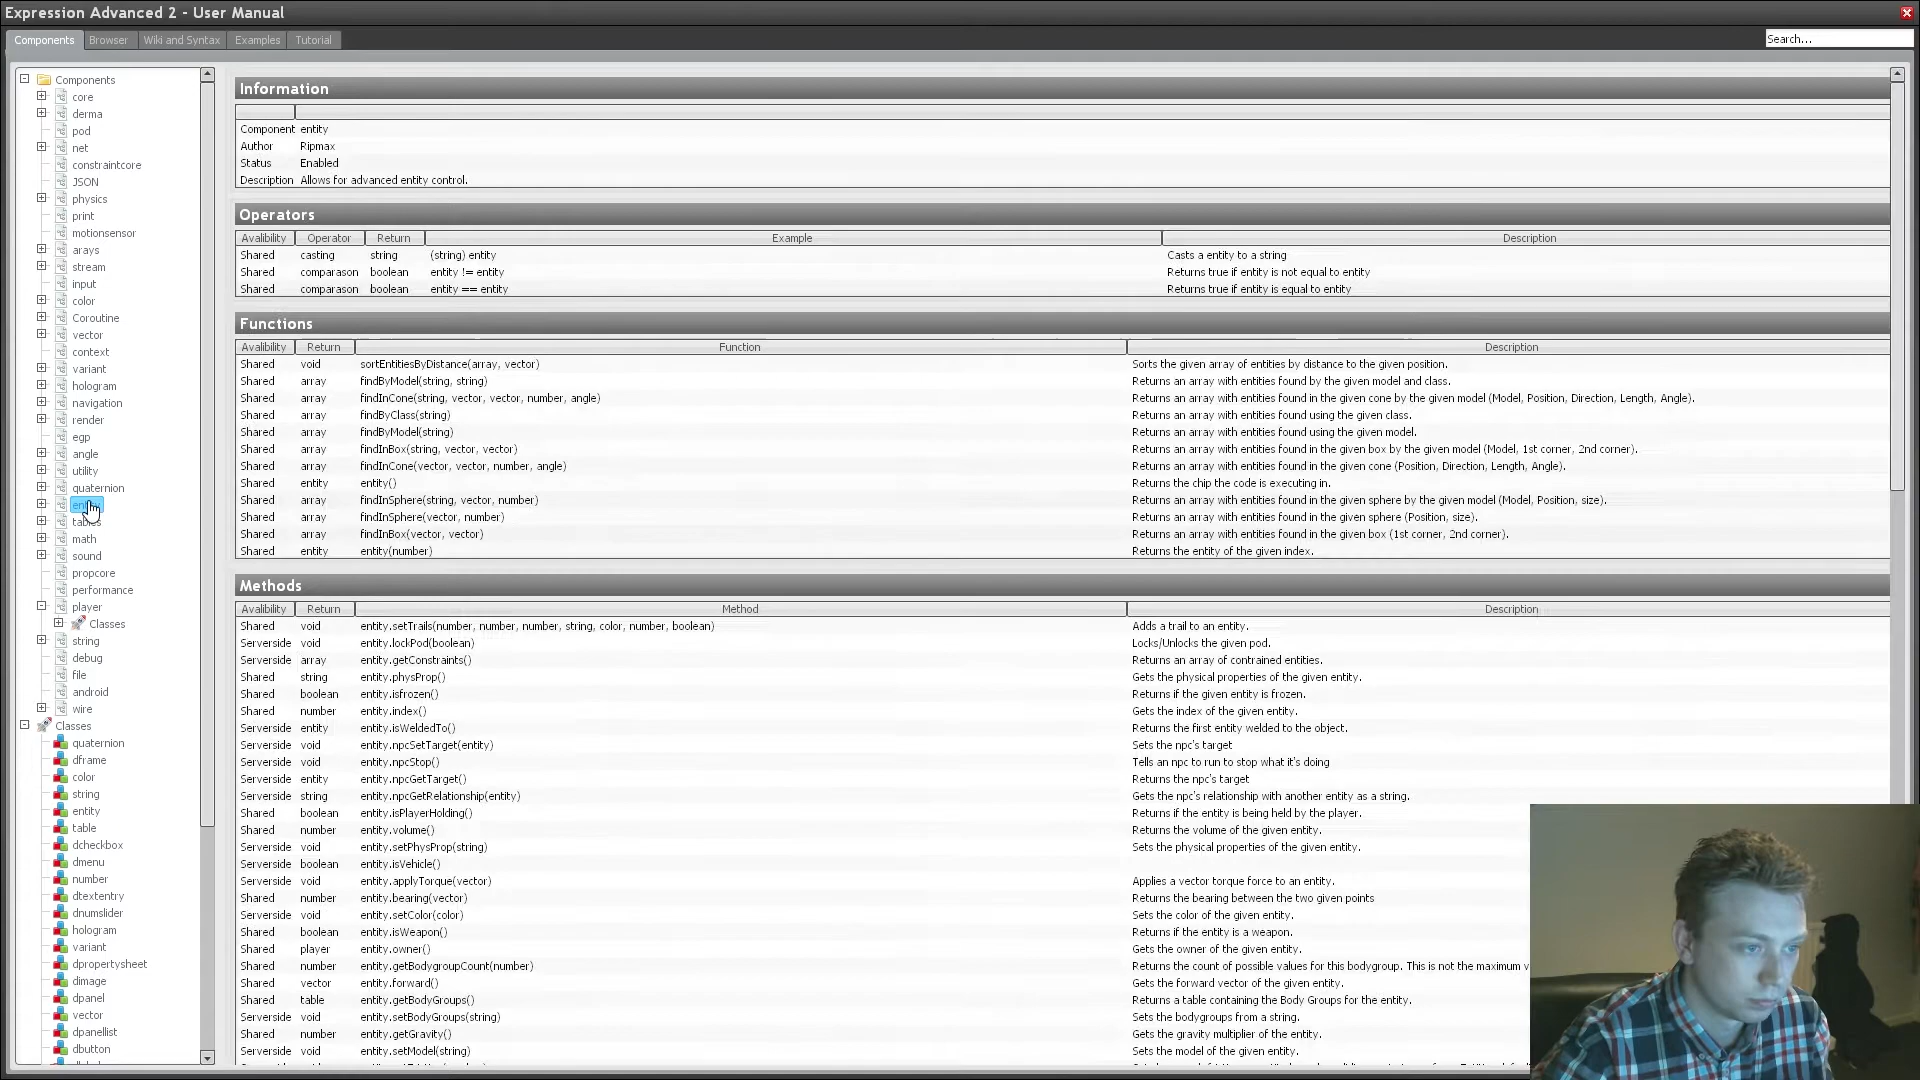 Expression Advanced 2 - User Manual
Components Browser Wiki and Syntax Examples Tutorial
Search...
Components
core
derma
pod
net
constraintcore
JSON
physics
print
motionsensor
arays
stream
input
color
Coroutine
vector
context
variant
hologram
navigation
render
egp
angle
utility
quaternion
tables
math
sound
propcore
performance
player
Classes
string
debug
file
android
wire
Classes
quaternion
dframe
color
string
entity
table
dcheckbox
dmenu
number
dtextentry
dnumslider
hologram
variant
dpropertysheet
dimage
dpanel
vector
dpanellist
dbutton
Information
Component entity
Author Ripmax
Status Enabled
Description Allows for advanced entity control.
Operators
Avalibility Operator Return Example Description
Shared casting string (string) entity Casts a entity to a string
Shared comparason boolean entity != entity Returns true if entity is not equal to entity
Shared comparason boolean entity == entity Returns true if entity is equal to entity
Functions
Avalibility Return Function Description
Shared void sortEntitiesByDistance(array, vector) Sorts the given array of entities by distance to the given position.
Shared array findByModel(string, string) Returns an array with entities found by the given model and class.
Shared array findInCone(string, vector, vector, number, angle) Returns an array with entities found in the given cone by the given model (Model, Position, Direction, Length, Angle).
Shared array findByClass(string) Returns an array with entities found using the given class.
Shared array findByModel(string) Returns an array with entities found using the given model.
Shared array findInBox(string, vector, vector) Returns an array with entities found in the given box by the given model (Model, 1st corner, 2nd corner).
Shared array findInCone(vector, vector, number, angle) Returns an array with entities found in the given cone (Position, Direction, Length, Angle).
Shared entity entity() Returns the chip the code is executing in.
Shared array findInSphere(string, vector, number) Returns an array with entities found in the given sphere by the given model (Model, Position, size).
Shared array findInSphere(vector, number) Returns an array with entities found in the given sphere (Position, size).
Shared array findInBox(vector, vector) Returns an array with entities found in the given box (1st corner, 2nd corner).
Shared entity entity(number) Returns the entity of the given index.
Methods
Avalibility Return Method Description
Shared void entity.setTrails(number, number, number, string, color, number, boolean) Adds a trail to an entity.
Serverside void entity.lockPod(boolean) Locks/Unlocks the given pod.
Serverside array entity.getConstraints() Returns an array of contrained entities.
Shared string entity.physProp() Gets the physical properties of the given entity.
Shared boolean entity.isfrozen() Returns if the given entity is frozen.
Shared number entity.index() Gets the index of the given entity.
Serverside entity entity.isWeldedTo() Returns the first entity welded to the object.
Serverside void entity.npcSetTarget(entity) Sets the npc's target
Serverside void entity.npcStop() Tells an npc to run to stop what it's doing
Serverside entity entity.npcGetTarget() Returns the npc's target
Serverside string entity.npcGetRelationship(entity) Gets the npc's relationship with another entity as a string.
Shared boolean entity.isPlayerHolding() Returns if the entity is being held by the player.
Shared number entity.volume() Returns the volume of the given entity.
Serverside void entity.setPhysProp(string) Sets the physical properties of the given entity.
Serverside boolean entity.isVehicle()
Serverside void entity.applyTorque(vector) Applies a vector torque force to an entity.
Shared number entity.bearing(vector) Returns the bearing between the two given points
Serverside void entity.setColor(color) Sets the color of the given entity.
Shared boolean entity.isWeapon() Returns if the entity is a weapon.
Shared player entity.owner() Gets the owner of the given entity.
Shared number entity.getBodygroupCount(number) Returns the count of possible values for this bodygroup. This is not the maximum v
Shared vector entity.forward() Gets the forward vector of the given entity.
Shared table entity.getBodyGroups() Returns a table containing the Body Groups for the entity.
Serverside void entity.setBodyGroups(string) Sets the bodygroups from a string.
Shared number entity.getGravity() Gets the gravity multiplier of the entity.
Serverside void entity.setModel(string) Sets the model of the given entity.